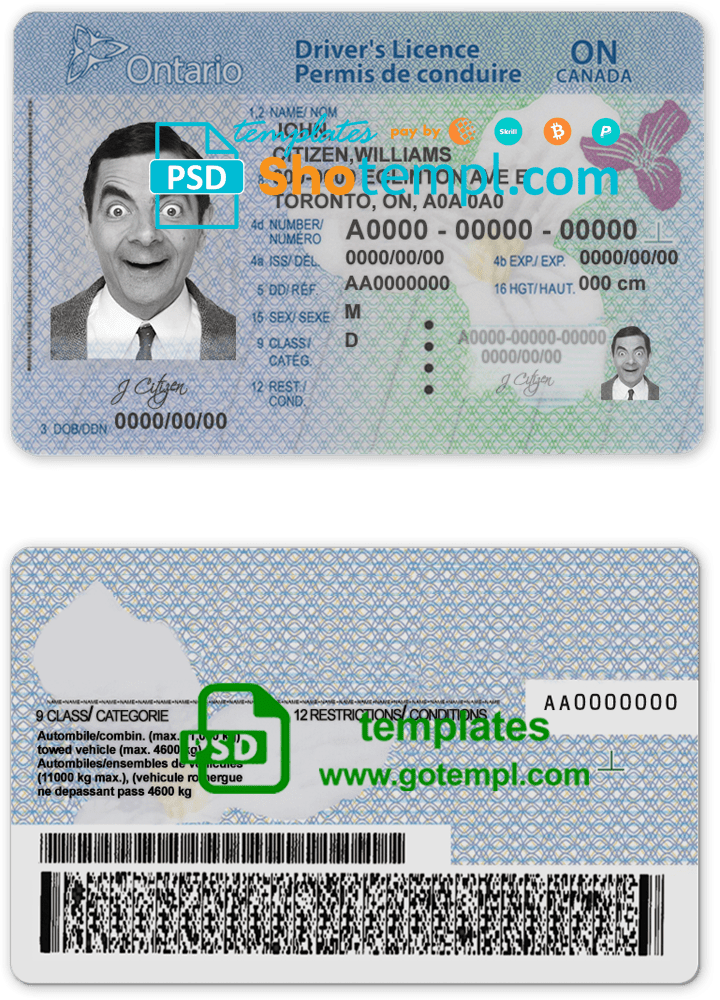 Ontario
Driver's Licence
Permis de conduire
ON
CANADA
1,2 NAME/ NOM
JOHN
templates
pay by
Skrill
CITIZEN,WILLIAMS
PSD
Shotempl.com
EGLINTON AVE E
TORONTO, ON, A0A 0A0
4d NUMBER/ NUMÉRO
A0000 - 00000 - 00000
4a ISS/ DÉL.
0000/00/00
4b EXP./ EXP.
0000/00/00
5 DD/ RÉF.
AA0000000
16 HGT/ HAUT.
000 cm
15 SEX/ SEXE
M
9 CLASS/ CATÉG.
D
A0000-00000-00000
0000/00/00
J Citizen
12 REST./ COND.
J Citizen
3 DOB/DDN
0000/00/00
AA0000000
9 CLASS/ CATEGORIE
12 RESTRICTIONS/ CONDITIONS
Autombile/combin. (max.
towed vehicle (max. 4600 kg)
Automobiles/ensembles de vehicules
(11000 kg max.), (vehicule
ne depassant pass 4600 kg
PSD
templates
www.gotempl.com